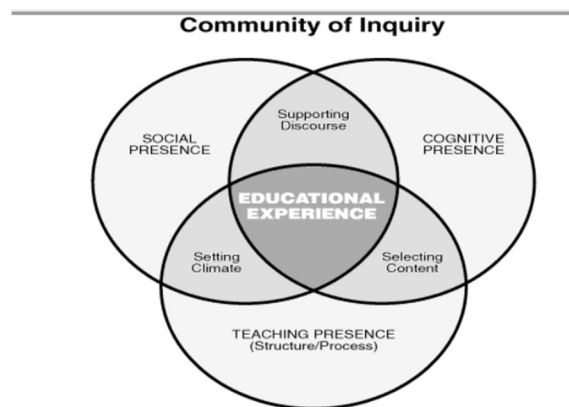 Community of Inquiry
Supporting
Discourse
SOCIAL
PRESENCE
COGNITIVE
PRESENCE
EDUCATIONAL
EXPERIENCE
Setting
Climate
Selecting
Content
TEACHING PRESENCE
(Structure/Process)